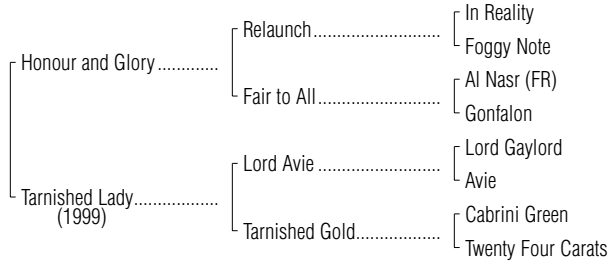 In Reality
Relaunch..........................
Foggy Note
Honour and Glory .............
Al Nasr (FR)
Fair to All..........................
Gonfalon
Lord Gaylord
Lord Avie ..........................
Avie
Tarnished Lady..................
(1999)
Cabrini Green
Tarnished Gold..................
Twenty Four Carats